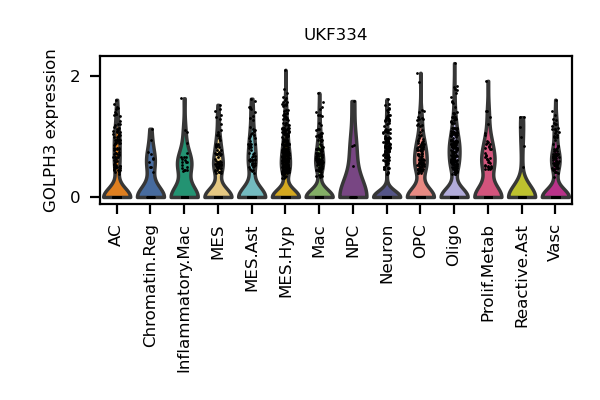 UKF334
GOLPH3 expression
2
0
AC
Chromatin.Reg
Inflammatory.Mac
MES
MES.Ast
MES.Hyp
Mac
NPC
Neuron
OPC
Oligo
Prolif.Metab
Reactive.Ast
Vasc